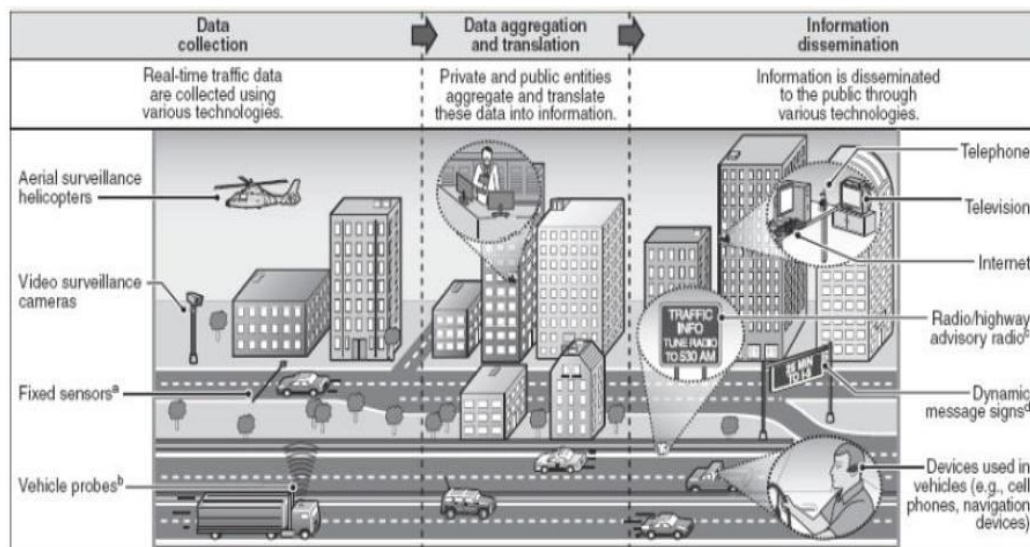 Data
collection
Data aggregation
and translation
Information
dissemination
Real-time traffic data
are collected using
various technologies.
Private and public entities
aggregate and translate
these data into information.
Information is disseminated
to the public through
various technologies.
Aerial surveillance
helicopters
Video surveillance
cameras
Fixed sensorsᵃ
Vehicle probesᵇ
TRAFFIC
INFO
TUNE RADIO
TO 530 AM
Telephone
Television
Internet
Radio/highway
advisory radioᶜ
Dynamic
message signsᵈ
Devices used in
vehicles (e.g., cell
phones, navigation
devices)